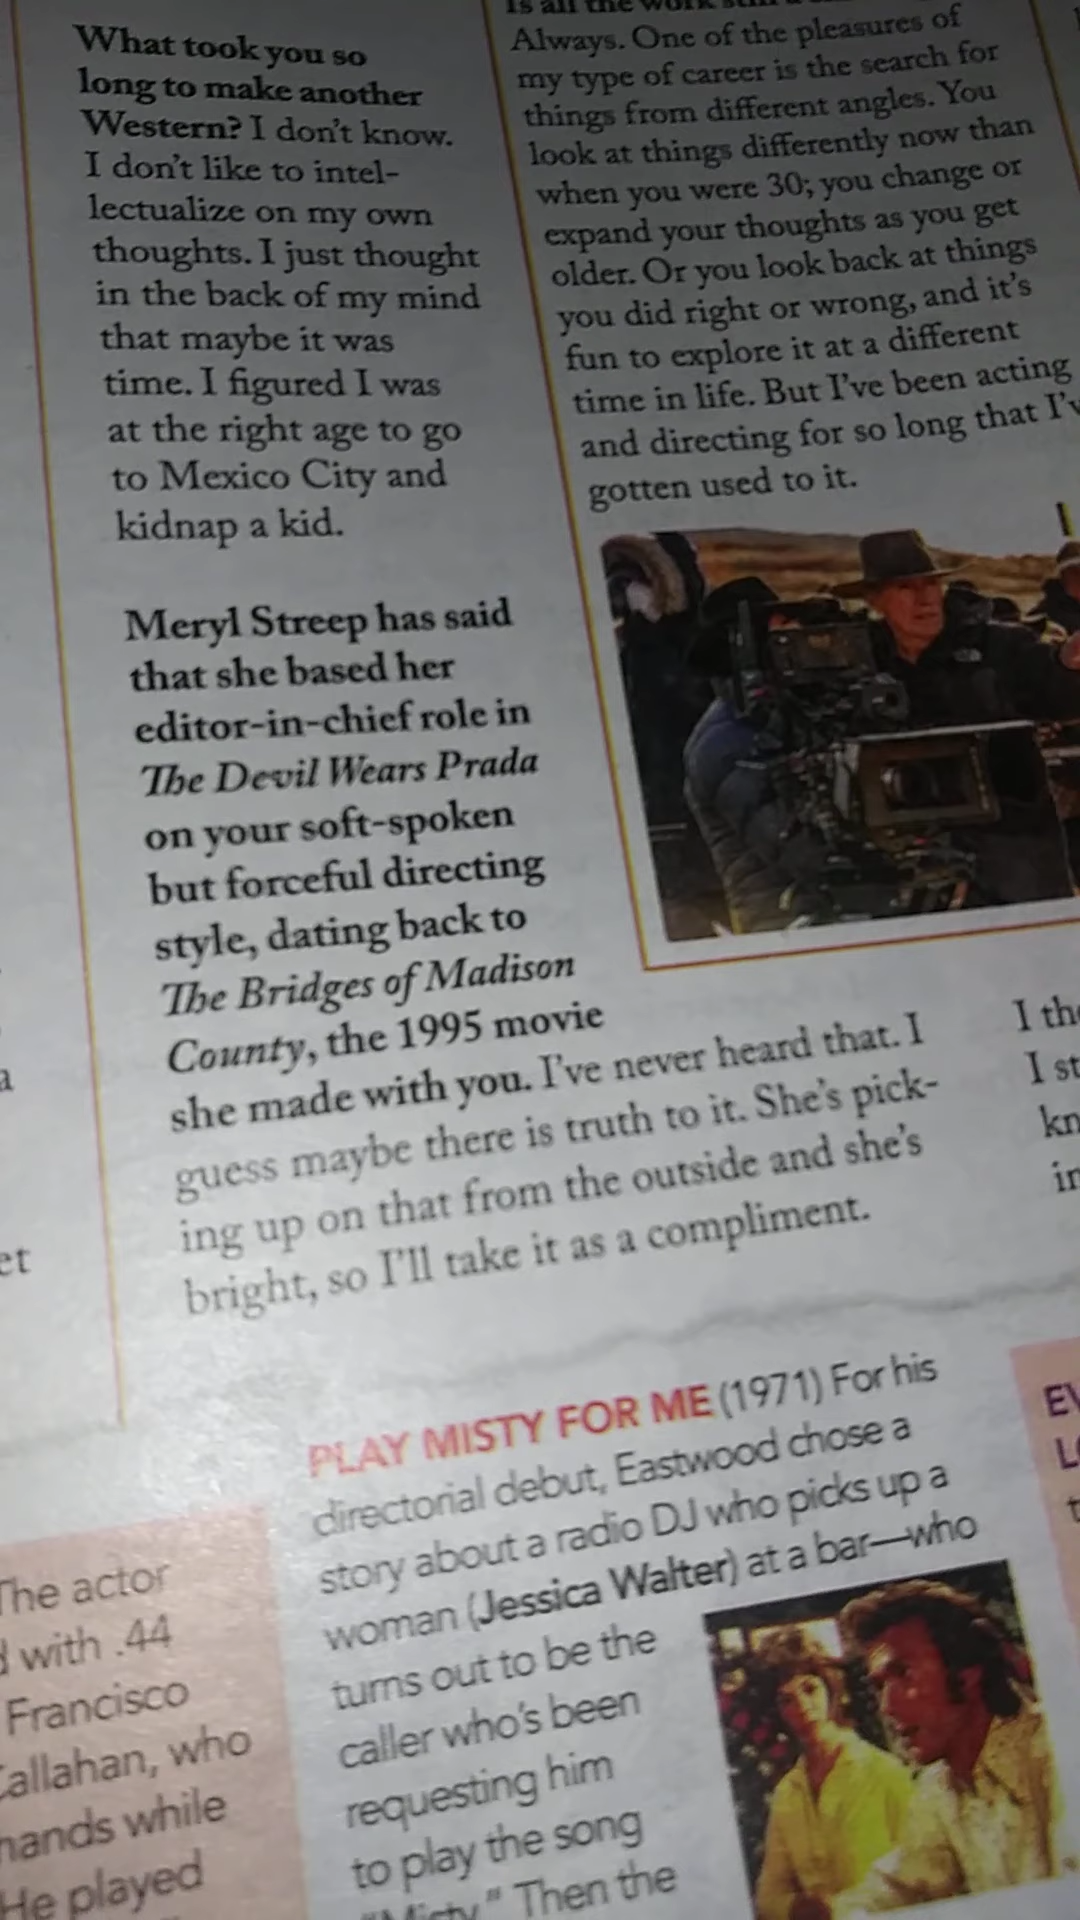 What took you so
long to make another
Western? I don't know.
I don't like to intel-
lectualize on my own
thoughts. I just thought
in the back of my mind
that maybe it was
time. I figured I was
at the right age to go
to Mexico City and
kidnap a kid.
Meryl Streep has said
that she based her
editor-in-chief role in
The Devil Wears Prada
on your soft-spoken
but forceful directing
style, dating back to
The Bridges of Madison
County, the 1995 movie
she made with you. I've never heard that. I
guess maybe there is truth to it. She's pick-
ing up on that from the outside and she's
bright, so I'll take it as a compliment.
Is all the work
Always. One of the pleasures of
my type of career is the search for
things from different angles. You
look at things differently now than
when you were 30; you change or
expand your thoughts as you get
older. Or you look back at things
you did right or wrong, and it's
fun to explore it at a different
time in life. But I've been acting
and directing for so long that I'v
gotten used to it.
I
I st
kn
in
a
et
The actor
with .44
Francisco
Callahan, who
hands while
He played
PLAY MISTY FOR ME (1971) For his
directorial debut, Eastwood chose a
story about a radio DJ who picks up a
woman (Jessica Walter) at a bar—who
turns out to be the
caller who's been
requesting him
to play the song
"Misty." Then the
EV
L
t